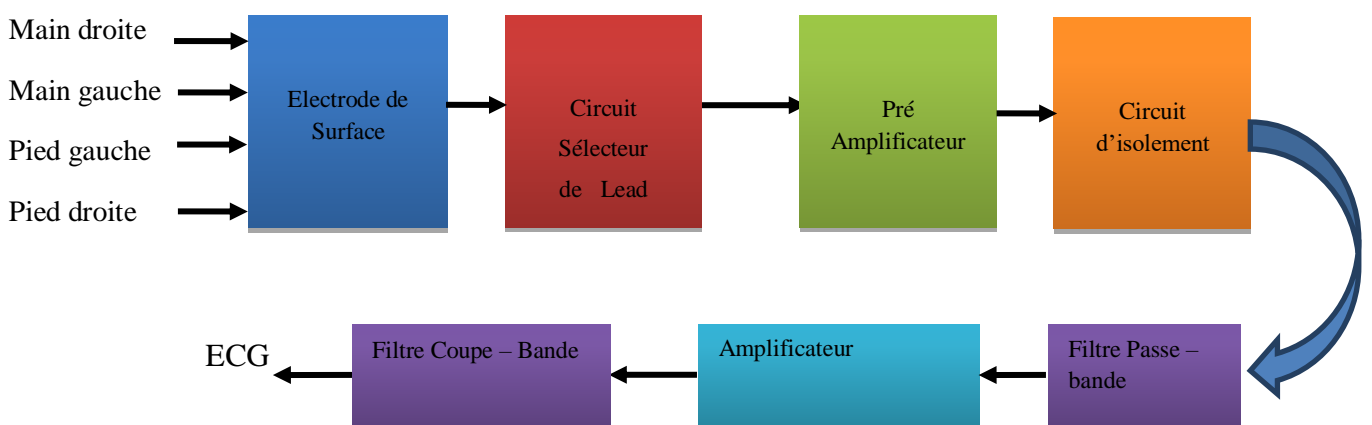 Main droite
Main gauche
Pied gauche
Pied droite
Electrode de
Surface
Circuit
Sélecteur
de Lead
Pré
Amplificateur
Circuit
d’isolement
Filtre Passe –
bande
Amplificateur
Filtre Coupe – Bande
ECG